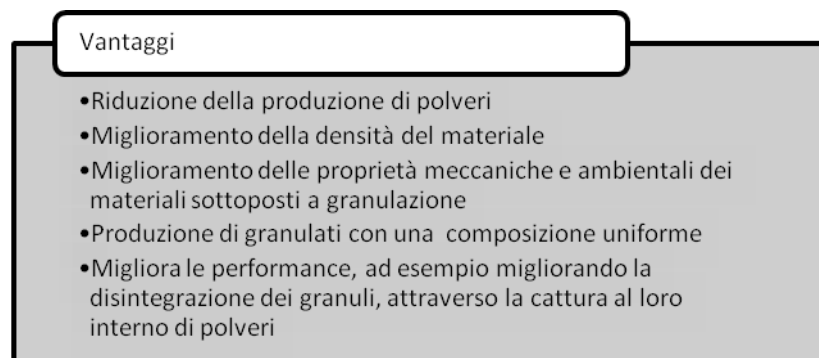 Vantaggi
•Riduzione della produzione di polveri
•Miglioramento della densità del materiale
•Miglioramento delle proprietà meccaniche e ambientali dei
materiali sottoposti a granulazione
•Produzione di granulati con una composizione uniforme
•Migliora le performance, ad esempio migliorando la
disintegrazione dei granuli, attraverso la cattura al loro
interno di polveri